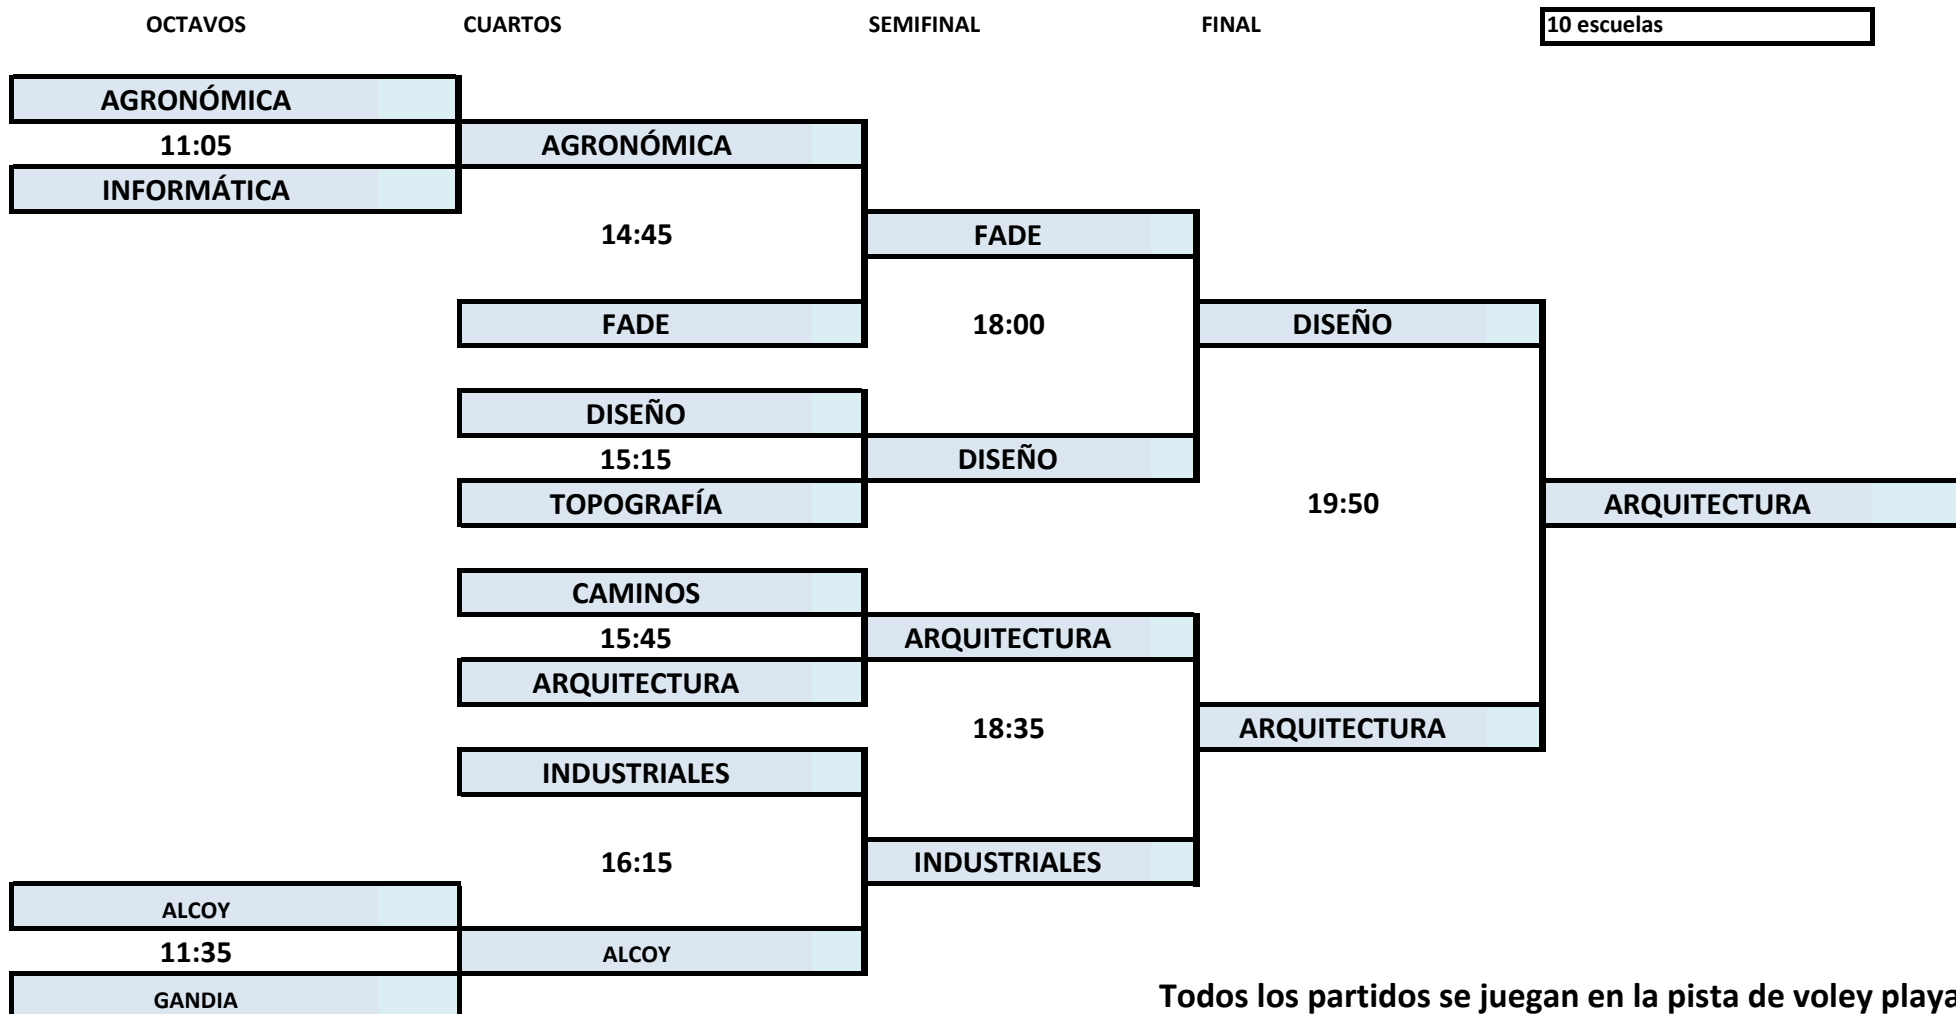 OCTAVOS CUARTOS SEMIFINAL FINAL 10 escuelas
AGRONÓMICA
11:05 AGRONÓMICA
INFORMÁTICA
14:45 FADE
FADE 18:00 DISEÑO
DISEÑO
15:15 DISEÑO
TOPOGRAFÍA 19:50 ARQUITECTURA
CAMINOS
15:45 ARQUITECTURA
ARQUITECTURA
18:35 ARQUITECTURA
INDUSTRIALES
16:15 INDUSTRIALES
ALCOY
11:35 ALCOY
GANDIA Todos los partidos se juegan en la pista de voley playa